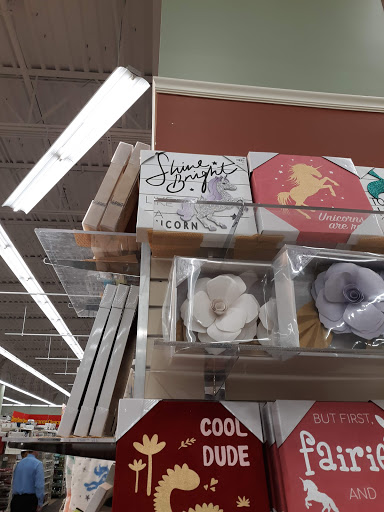 Shine
Bright
A
ICORN
Unicorns
are
COOL
DUDE
BUT FIRST,
fairie
AND